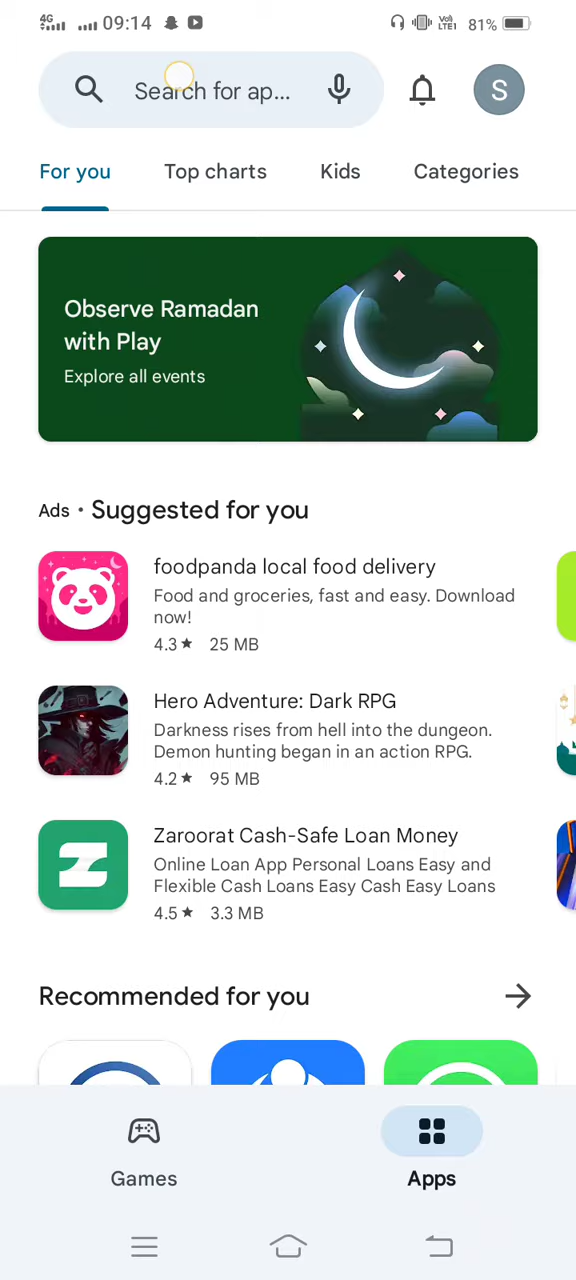 4G 09:14 Vol LTE1 81%
Search for ap...
S
For you Top charts Kids Categories
Observe Ramadan
with Play
Explore all events
Ads • Suggested for you
foodpanda local food delivery
Food and groceries, fast and easy. Download
now!
4.3★ 25 MB
Hero Adventure: Dark RPG
Darkness rises from hell into the dungeon.
Demon hunting began in an action RPG.
4.2★ 95 MB
Zaroorat Cash-Safe Loan Money
Online Loan App Personal Loans Easy and
Flexible Cash Loans Easy Cash Easy Loans
4.5★ 3.3 MB
Recommended for you
Games Apps